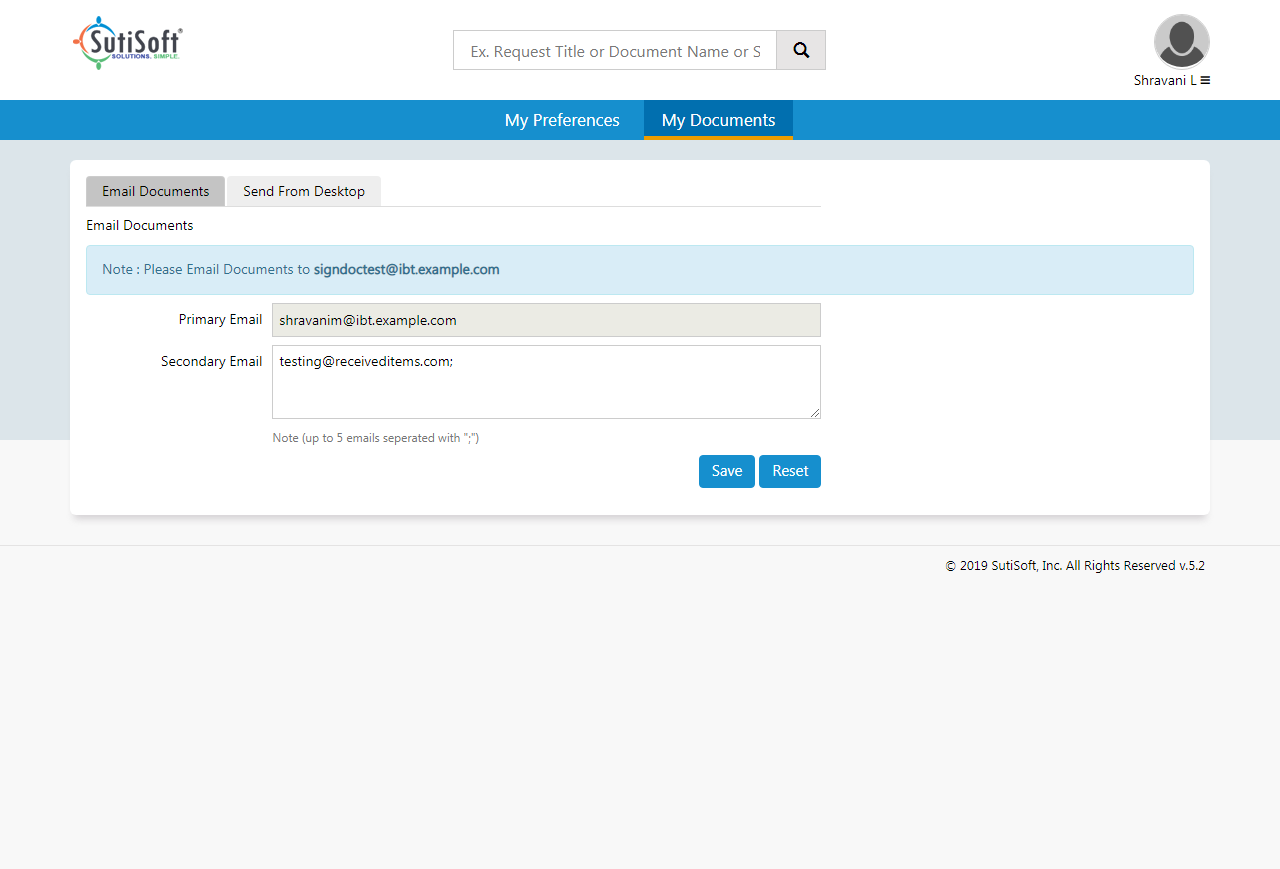 SutiSoft®
SOLUTIONS. SIMPLE.
Ex. Request Title or Document Name or S
Shravani L
My Preferences
My Documents
Email Documents
Send From Desktop
Email Documents
Note : Please Email Documents to signdoctest@ibt.example.com
Primary Email
shravanim@ibt.example.com
Secondary Email
testing@receiveditems.com;
Note (up to 5 emails seperated with ";")
Save
Reset
© 2019 SutiSoft, Inc. All Rights Reserved v.5.2